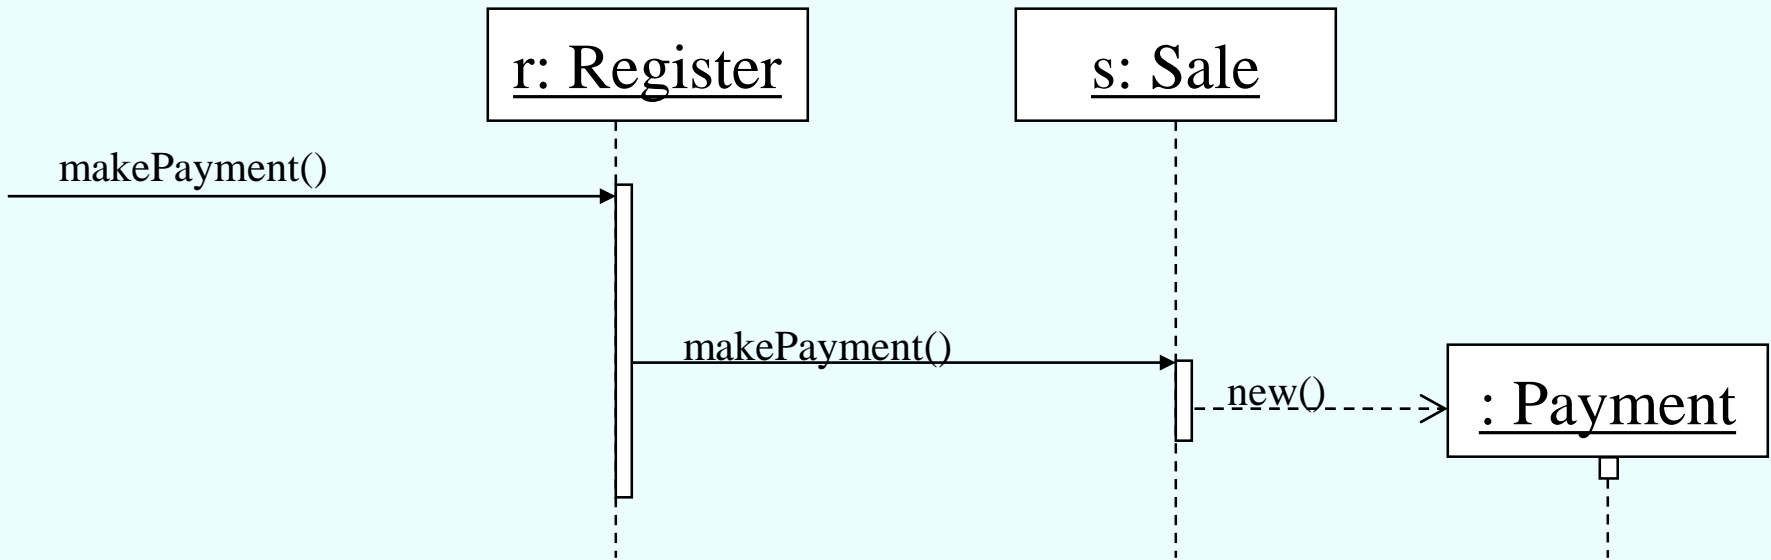 r: Register
s: Sale
makePayment()
makePayment()
new()
: Payment